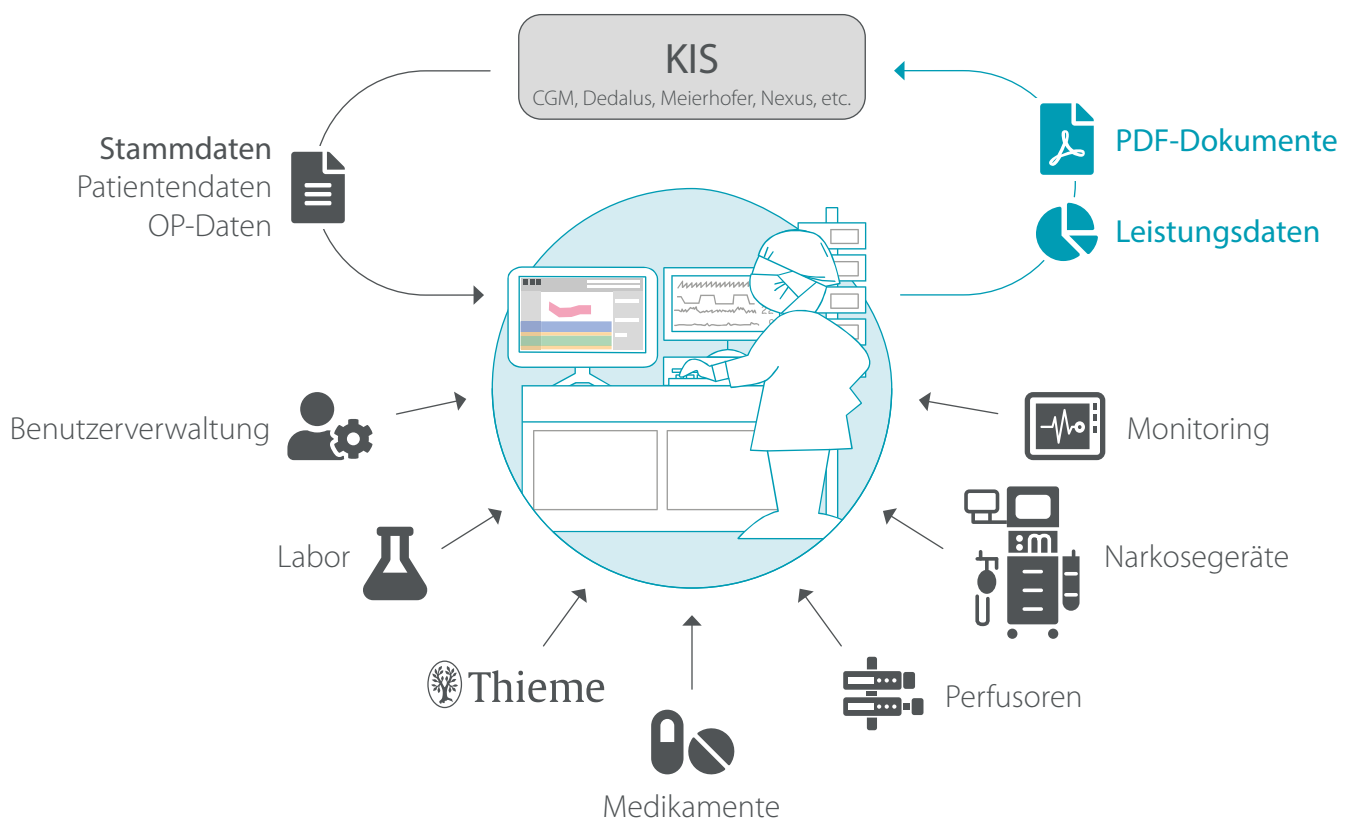 KIS
CGM, Dedalus, Meierhofer, Nexus, etc.
Stammdaten
Patientendaten
OP-Daten
PDF-Dokumente
Leistungsdaten
Benutzerverwaltung
Monitoring
Labor
Narkosegeräte
Thieme
Perfusoren
Medikamente